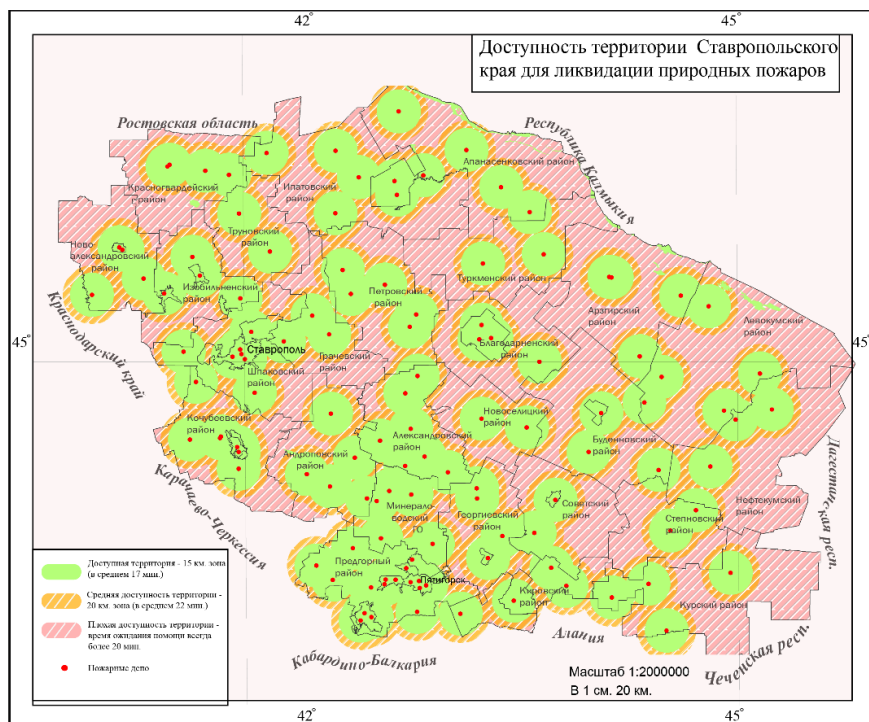 42
45
Доступность территории Ставропольского
края для ликвидации природных пожаров
Ростовская область
Республика Калмыкия
Апанасенковский район
Красногвардейский
район
Ипатовский
район
Труновский
район
Ново-
александровский
район
Изобильненский
район
Туркменский район
Петровский
район
Арзгирский
район
Левокумский
район
Краснодарский край
45°
45°
Ставрополь
Грачевский
район
Благодарненский
район
Шпаковский
район
Кочубеевский
район
Новоселицкий
район
Александровский
район
Буденновский
район
Андроповский
район
Карачаево-Черкессия
Дагестанская респ.
Минерало-
водский
ГО
Георгиевский
район
Советский
район
Нефтекумский
район
Степновский
район
Предгорный
район
Пятигорск
Кировский
район
Курский район
Алания
Кабардино-Балкария
Чеченская респ.
Доступная территория - 15 км. зона
(в среднем 17 мин.)
Средняя доступность территории -
20 км. зона (в среднем 22 мин.)
Плохая доступность территории -
время ожидания помощи всегда
более 20 мин.
Пожарные депо
Масштаб 1:2000000
В 1 см. 20 км.
42°
45°